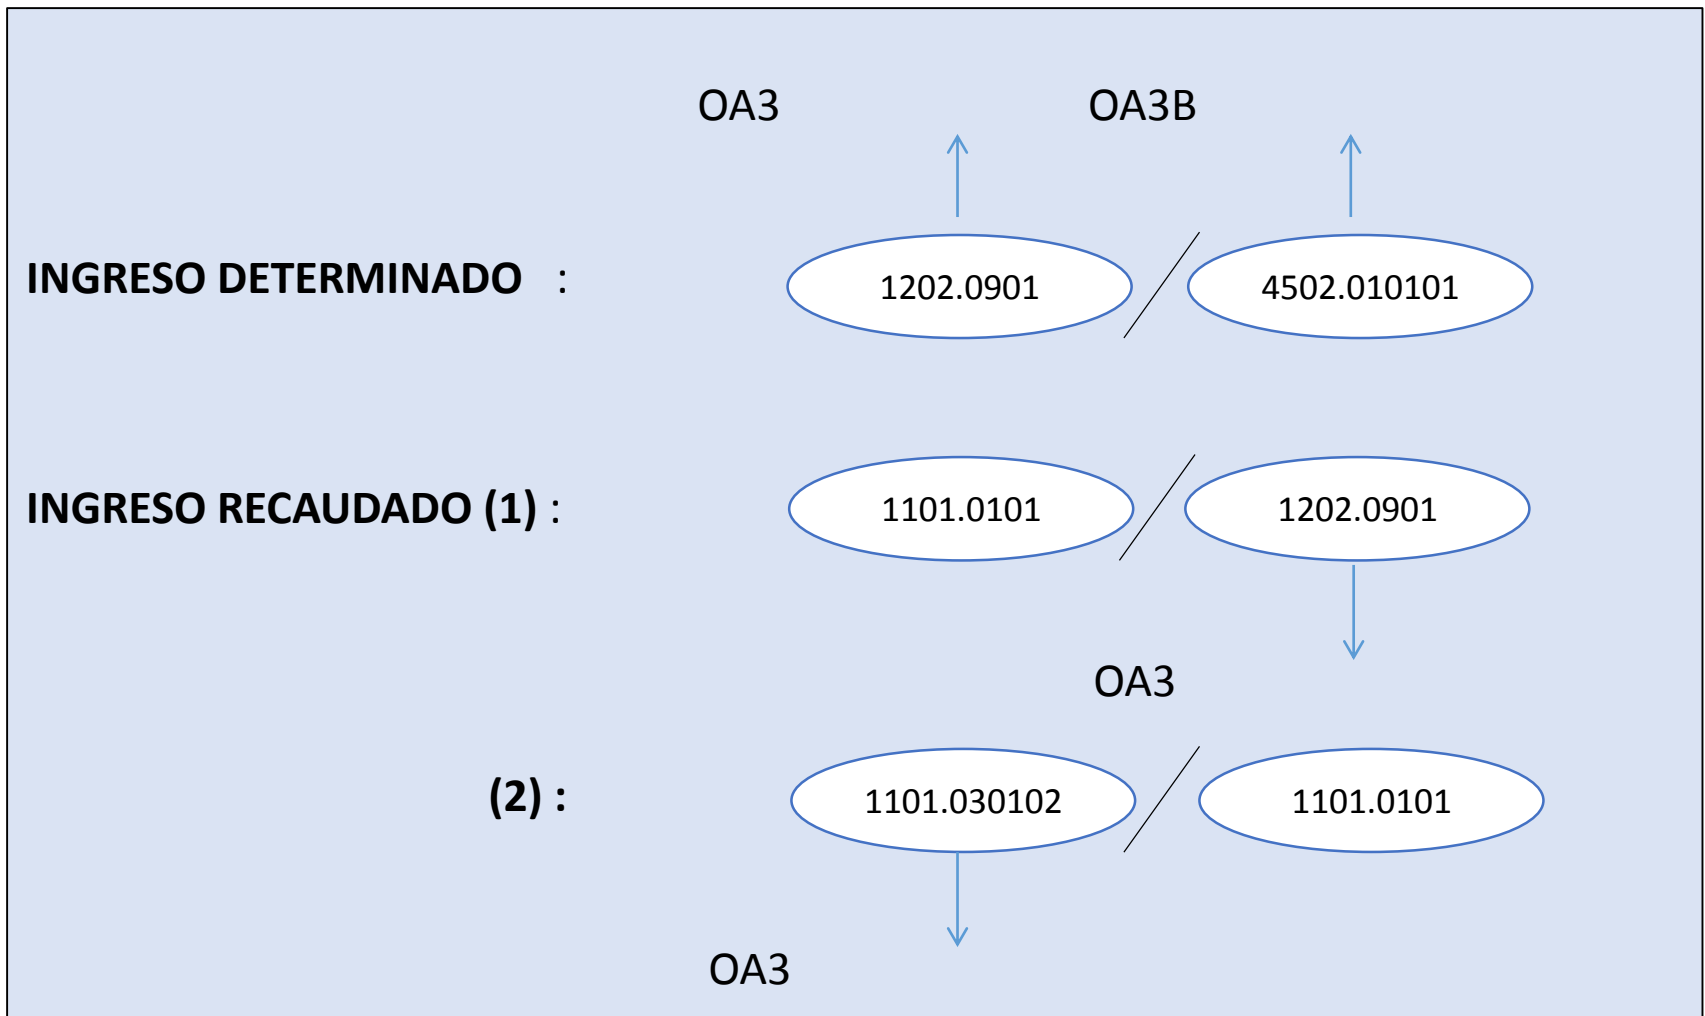 OA3 OA3B
INGRESO DETERMINADO : 1202.0901 / 4502.010101
INGRESO RECAUDADO (1) : 1101.0101 / 1202.0901
OA3
(2) : 1101.030102 / 1101.0101
OA3